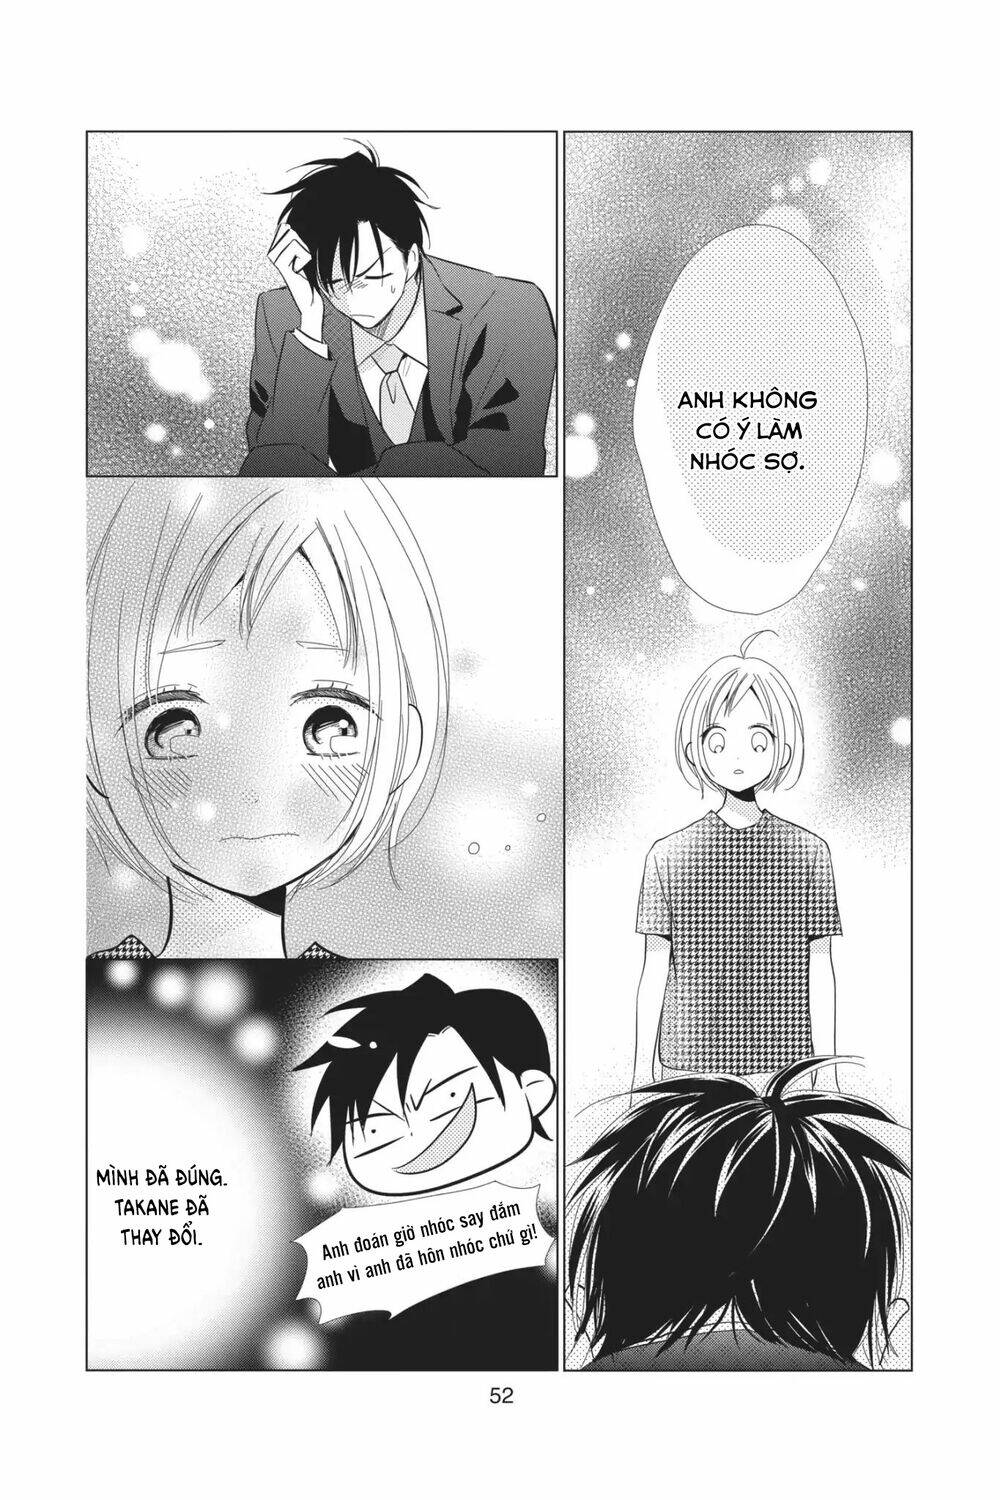 ANH KHÔNG
CÓ Ý LÀM
NHÓC SỢ.
Anh đoán giờ nhóc say đắm
anh vì anh đã hôn nhóc chứ gì!
MÌNH ĐÃ ĐÚNG.
TAKANE ĐÃ
THAY ĐỔI.
52